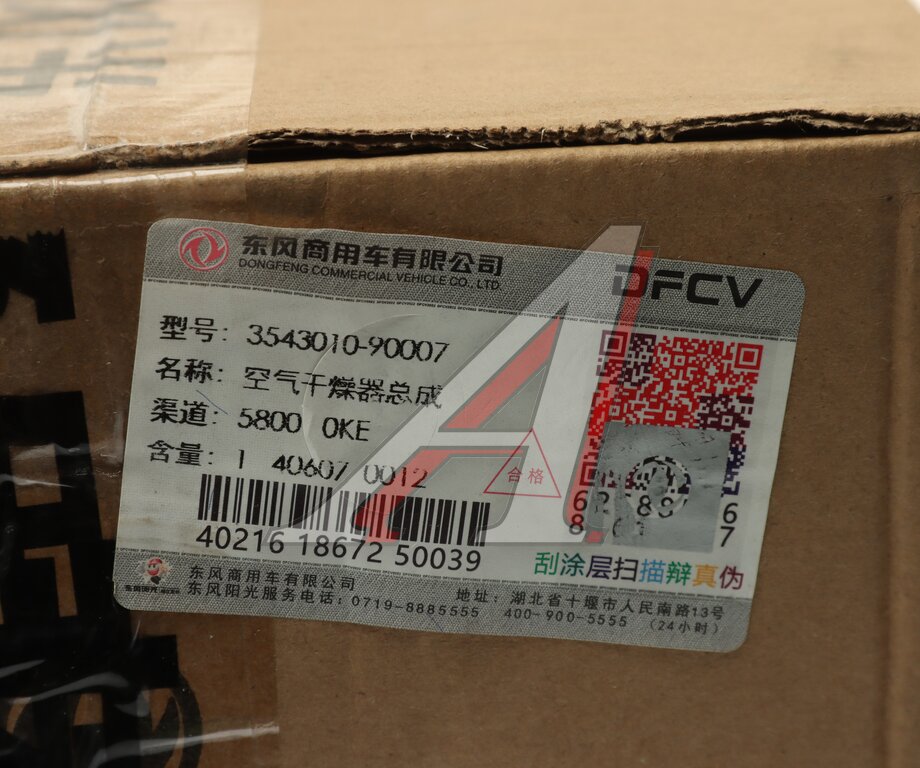 东风商用车有限公司
DONGFENG COMMERCIAL VEHICLE CO., LTD
DFCV
型号: 3543010-90007
名称: 空气干燥器总成
渠道: 5800 0KE
含量: 1 40607 0012
合格
40216 18672 50039
刮涂层扫描辩真伪
东风商用车有限公司
地址: 湖北省十堰市人民南路13号
东风阳光服务电话: 0719-8885555 400-900-5555 (24小时)